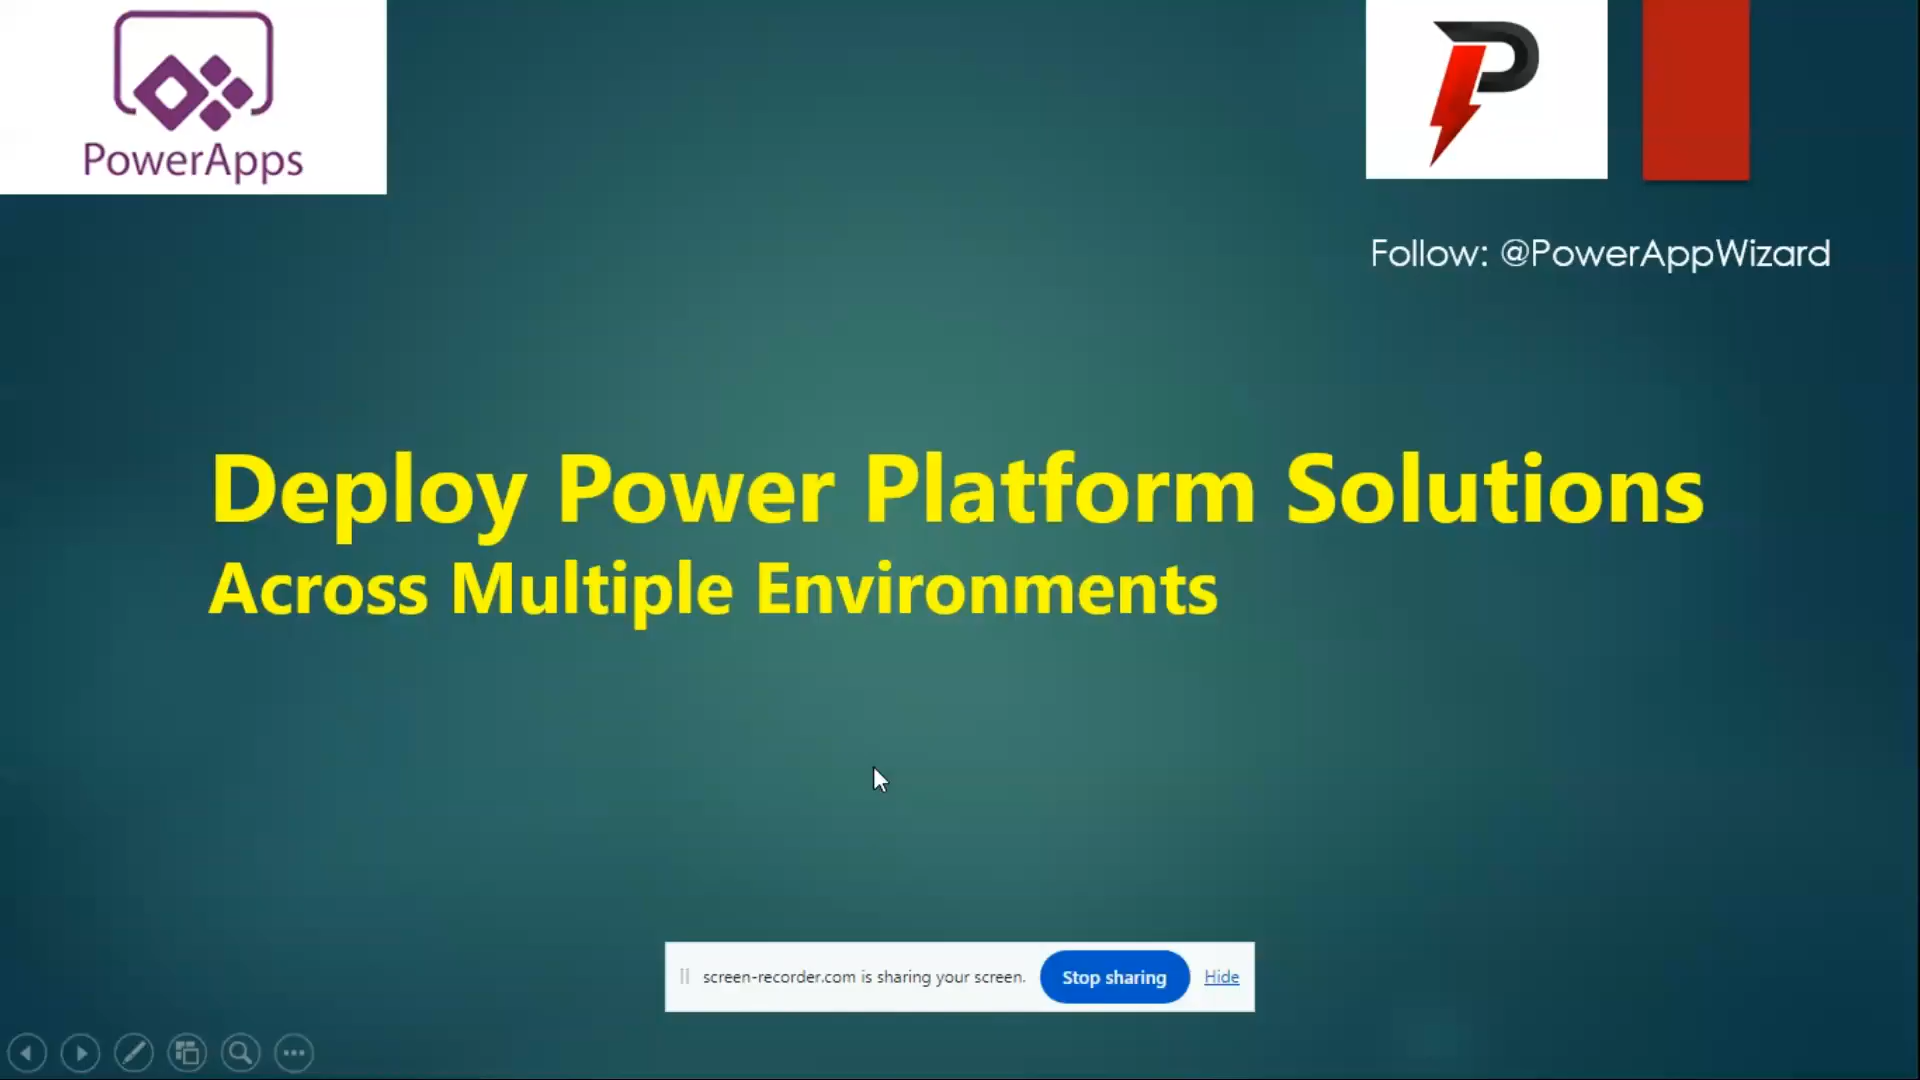 PowerApps
Follow: @PowerAppWizard
Deploy Power Platform Solutions
Across Multiple Environments
screen-recorder.com is sharing your screen. Stop sharing Hide